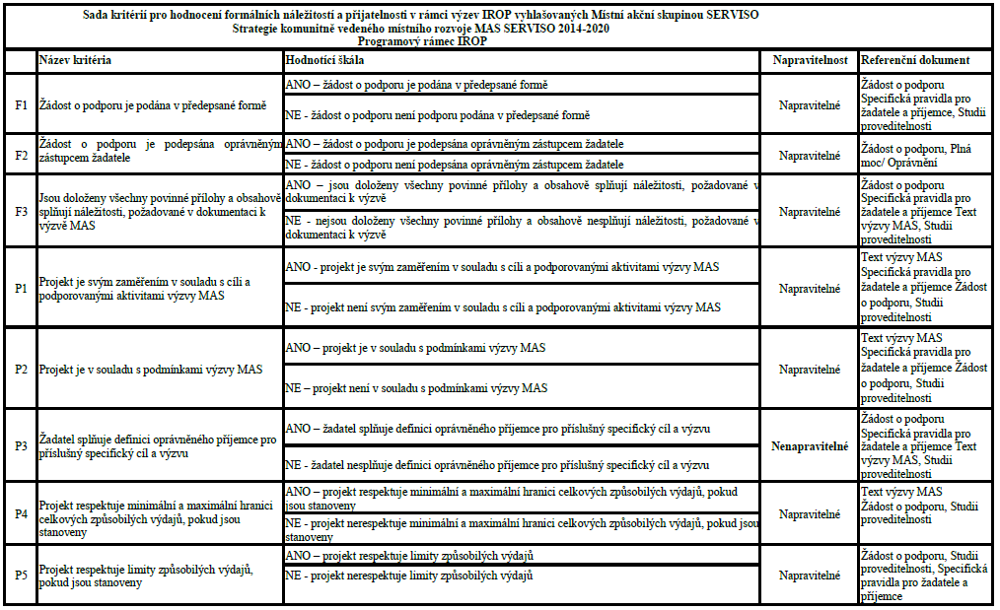 Sada kritérií pro hodnocení formálních náležitostí a přijatelnosti v rámci výzev IROP vyhlašovaných Místní akční skupinou SERVISO
Strategie komunitně vedeného místního rozvoje MAS SERVISO 2014-2020
Programový rámec IROP
Název kritéria
Hodnotící škála
Napravitelnost
Referenční dokument
F1
Žádost o podporu je podána v předepsané formě
ANO – žádost o podporu je podána v předepsané formě
NE - žádost o podporu není podporu podána v předepsané formě
Napravitelné
Žádost o podporu
Specifická pravidla pro
žadatele a příjemce, Studii
proveditelnosti
F2
Žádost o podporu je podepsána oprávněným
zástupcem žadatele
ANO – žádost o podporu je podepsána oprávněným zástupcem žadatele
NE - žádost o podporu není podepsána oprávněným zástupcem žadatele
Napravitelné
Žádost o podporu, Plná
moc/ Oprávnění
F3
Jsou doloženy všechny povinné přílohy a obsahově
splňují náležitosti, požadované v dokumentaci k
výzvě MAS
ANO – jsou doloženy všechny povinné přílohy a obsahově splňují náležitosti, požadované v
dokumentaci k výzvě
NE - nejsou doloženy všechny povinné přílohy a obsahově nesplňují náležitosti, požadované v
dokumentaci k výzvě
Napravitelné
Žádost o podporu
Specifická pravidla pro
žadatele a příjemce Text
výzvy MAS, Studii
proveditelnosti
P1
Projekt je svým zaměřením v souladu s cíli a
podporovanými aktivitami výzvy MAS
ANO - projekt je svým zaměřením v souladu s cíli a podporovanými aktivitami výzvy MAS
NE - projekt není svým zaměřením v souladu s cíli a podporovanými aktivitami výzvy MAS
Napravitelné
Text výzvy MAS
Specifická pravidla pro
žadatele a příjemce Žádost
o podporu, Studii
proveditelnosti
P2
Projekt je v souladu s podmínkami výzvy MAS
ANO – projekt je v souladu s podmínkami výzvy MAS
NE – projekt není v souladu s podmínkami výzvy MAS
Napravitelné
Text výzvy MAS
Specifická pravidla pro
žadatele a příjemce Žádost
o podporu, Studii
proveditelnosti
P3
Žadatel splňuje definici oprávněného příjemce pro
příslušný specifický cíl a výzvu
ANO – žadatel splňuje definici oprávněného příjemce pro příslušný specifický cíl a výzvu
NE - žadatel nesplňuje definici oprávněného příjemce pro příslušný specifický cíl a výzvu
Nenapravitelné
Žádost o podporu
Specifická pravidla pro
žadatele a příjemce Text
výzvy MAS, Studii
proveditelnosti
P4
Projekt respektuje minimální a maximální hranici
celkových způsobilých výdajů, pokud jsou
stanoveny
ANO – projekt respektuje minimální a maximální hranici celkových způsobilých výdajů, pokud
jsou stanoveny
NE - projekt nerespektuje minimální a maximální hranici celkových způsobilých výdajů, pokud jsou
stanoveny
Napravitelné
Text výzvy MAS
Žádost o podporu, Studii
proveditelnosti
P5
Projekt respektuje limity způsobilých výdajů,
pokud jsou stanoveny
ANO – projekt respektuje limity způsobilých výdajů
NE - projekt nerespektuje limity způsobilých výdajů
Napravitelné
Žádost o podporu, Studii
proveditelnosti, Specifická
pravidla pro žadatele a
příjemce